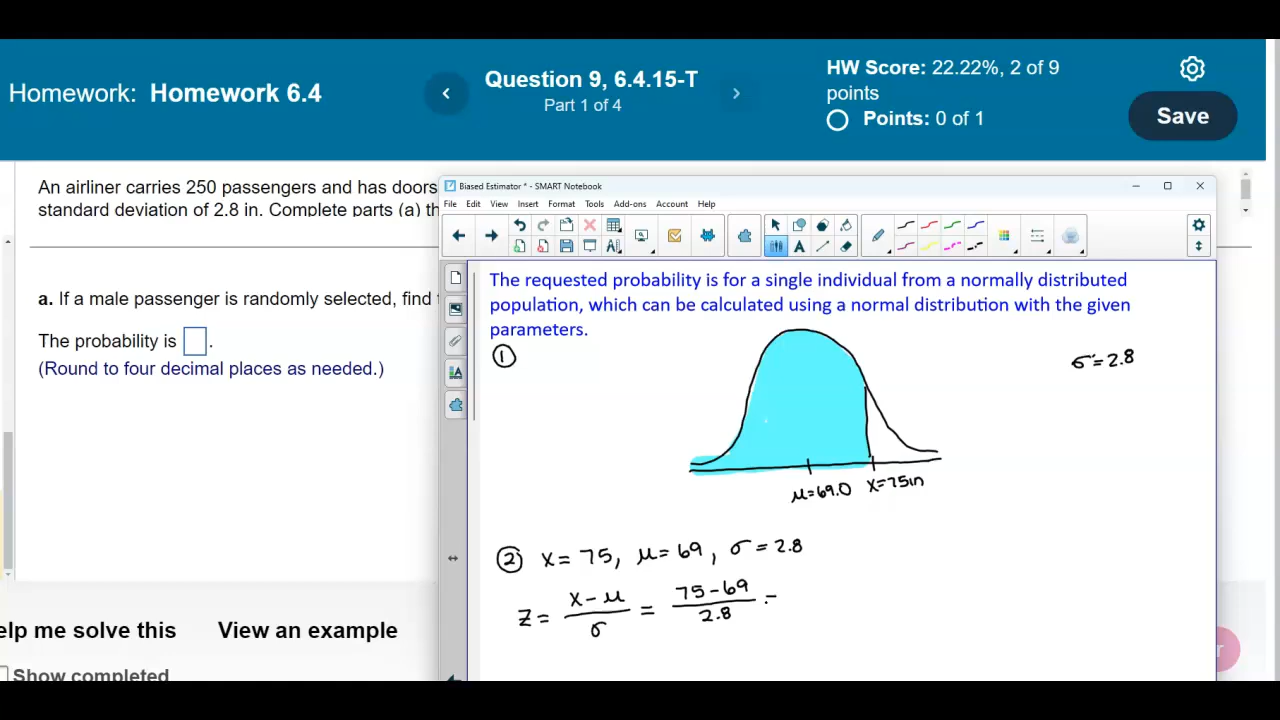 Homework: Homework 6.4
Question 9, 6.4.15-T
Part 1 of 4
HW Score: 22.22%, 2 of 9
points
Points: 0 of 1
Save
An airliner carries 250 passengers and has doors
standard deviation of 2.8 in. Complete parts (a) th
a. If a male passenger is randomly selected, find t
The probability is
.
(Round to four decimal places as needed.)
elp me solve this
View an example
Show completed
r
Biased Estimator * - SMART Notebook
File Edit View Insert Format Tools Add-ons Account Help
The requested probability is for a single individual from a normally distributed
population, which can be calculated using a normal distribution with the given
parameters.
①
σ = 2.8
μ = 69.0 x = 75in
② x = 75, μ = 69, σ = 2.8
z = x - μ / σ = 75 - 69 / 2.8 =